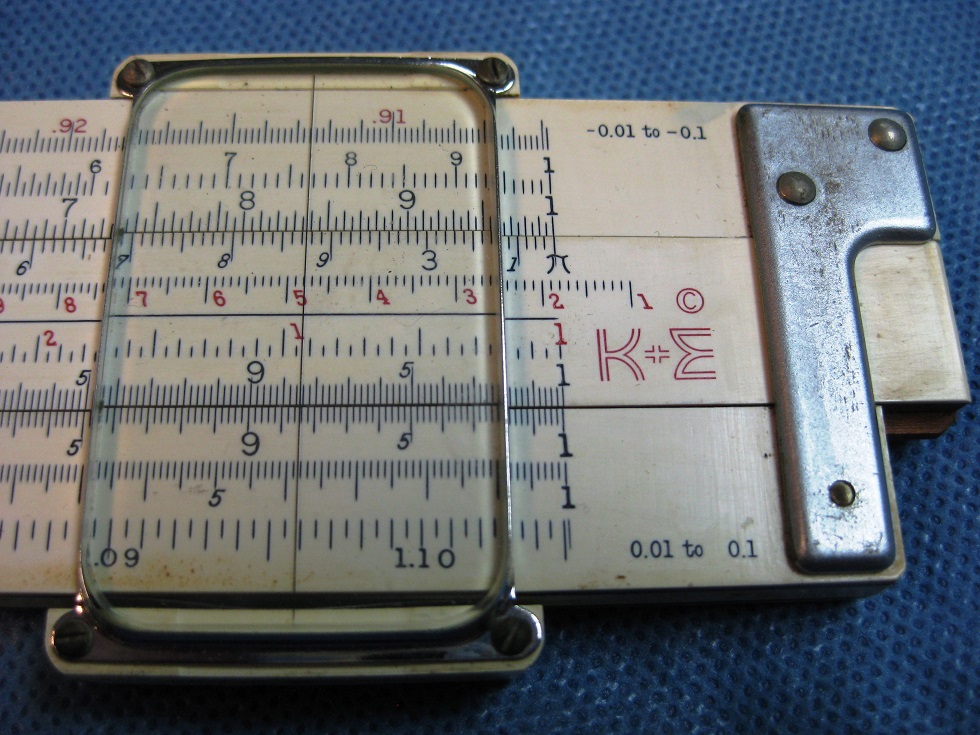 .92 .91 -0.01 to -0.1
6 7 8 9 1
7 8 9 1
6 7 8 9 3 1 π
9 8 7 6 5 4 3 2 1 ©
2 1 1 K+E
5 9 5 1
5 9 5 1
5 1
.09 1.10 0.01 to 0.1